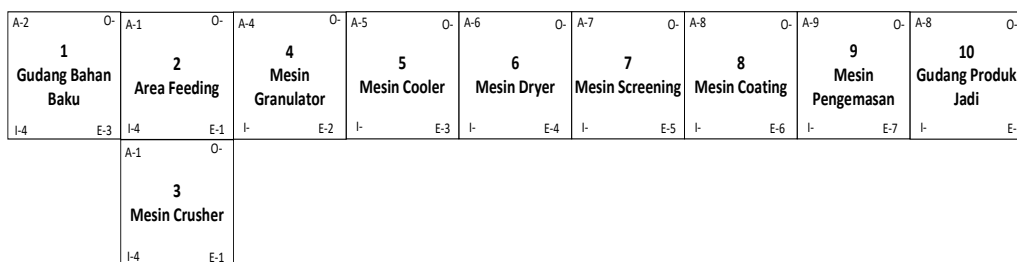 A-2 O-
1
Gudang Bahan
Baku
I-4 E-3
A-1 O-
2
Area Feeding
I-4 E-1
A-4 O-
4
Mesin
Granulator
I- E-2
A-5 O-
5
Mesin Cooler
I- E-3
A-6 O-
6
Mesin Dryer
I- E-4
A-7 O-
7
Mesin Screening
I- E-5
A-8 O-
8
Mesin Coating
I- E-6
A-9 O-
9
Mesin
Pengemasan
I- E-7
A-8 O-
10
Gudang Produk
Jadi
I- E-
A-1 O-
3
Mesin Crusher
I-4 E-1